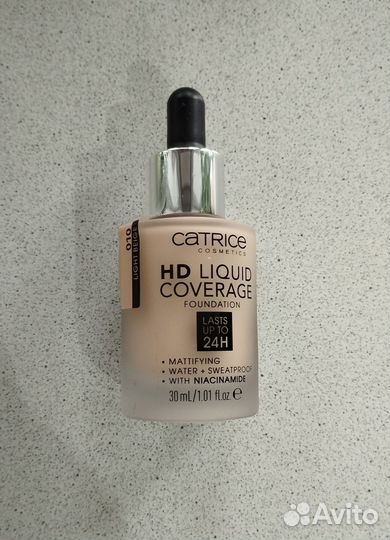 010
LIGHT BEIGE
CATRICE
COSMETICS
HD LIQUID
COVERAGE
FOUNDATION
LASTS
UP TO
24H
• MATTIFYING
• WATER + SWEATPROOF
• WITH NIACINAMIDE
30 mL/1.01 fl.oz. ℮
Avito